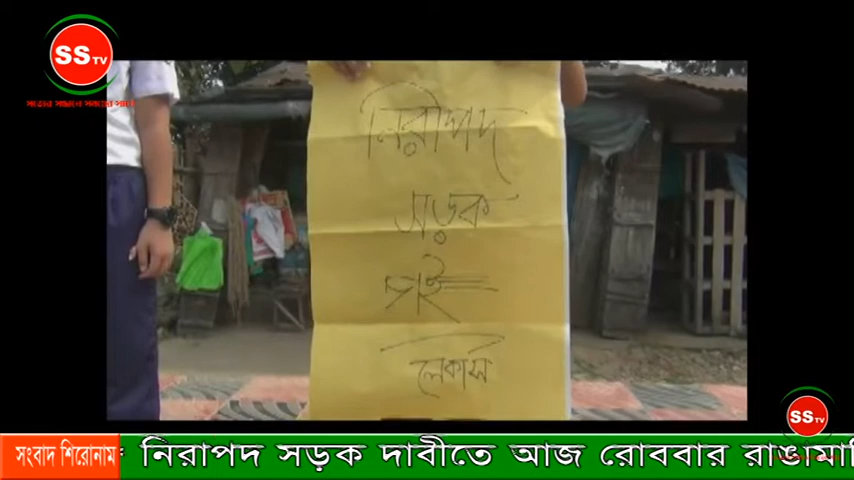 SS TV
নিরাপদ
সড়ক
চাই
লেকার্স
SS TV
সংবাদ শিরোনাম
নিরাপদ সড়ক দাবীতে আজ রোববার রাঙামা